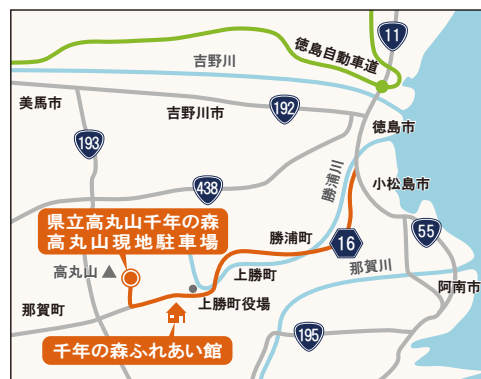 11
徳島自動車道
吉野川
美馬市
吉野川市
192
徳島市
193
438
勝浦川
小松島市
県立高丸山千年の森
高丸山現地駐車場
勝浦町
16
55
高丸山
上勝町
那賀川
阿南市
那賀町
上勝町役場
千年の森ふれあい館
195